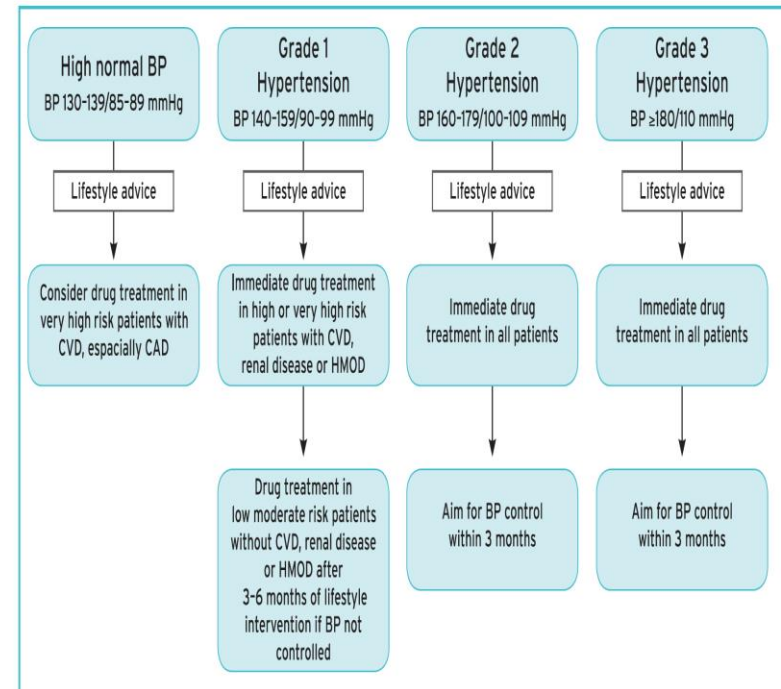 High normal BP
BP 130-139/85-89 mmHg
Lifestyle advice
Consider drug treatment in
very high risk patients with
CVD, espacially CAD
Grade 1
Hypertension
BP 140-159/90-99 mmHg
Lifestyle advice
Immediate drug treatment
in high or very high risk
patients with CVD,
renal disease or HMOD
Drug treatment in
low moderate risk patients
without CVD, renal disease
or HMOD after
3-6 months of lifestyle
intervention if BP not
controlled
Grade 2
Hypertension
BP 160-179/100-109 mmHg
Lifestyle advice
Immediate drug
treatment in all patients
Aim for BP control
within 3 months
Grade 3
Hypertension
BP ≥180/110 mmHg
Lifestyle advice
Immediate drug
treatment in all patients
Aim for BP control
within 3 months